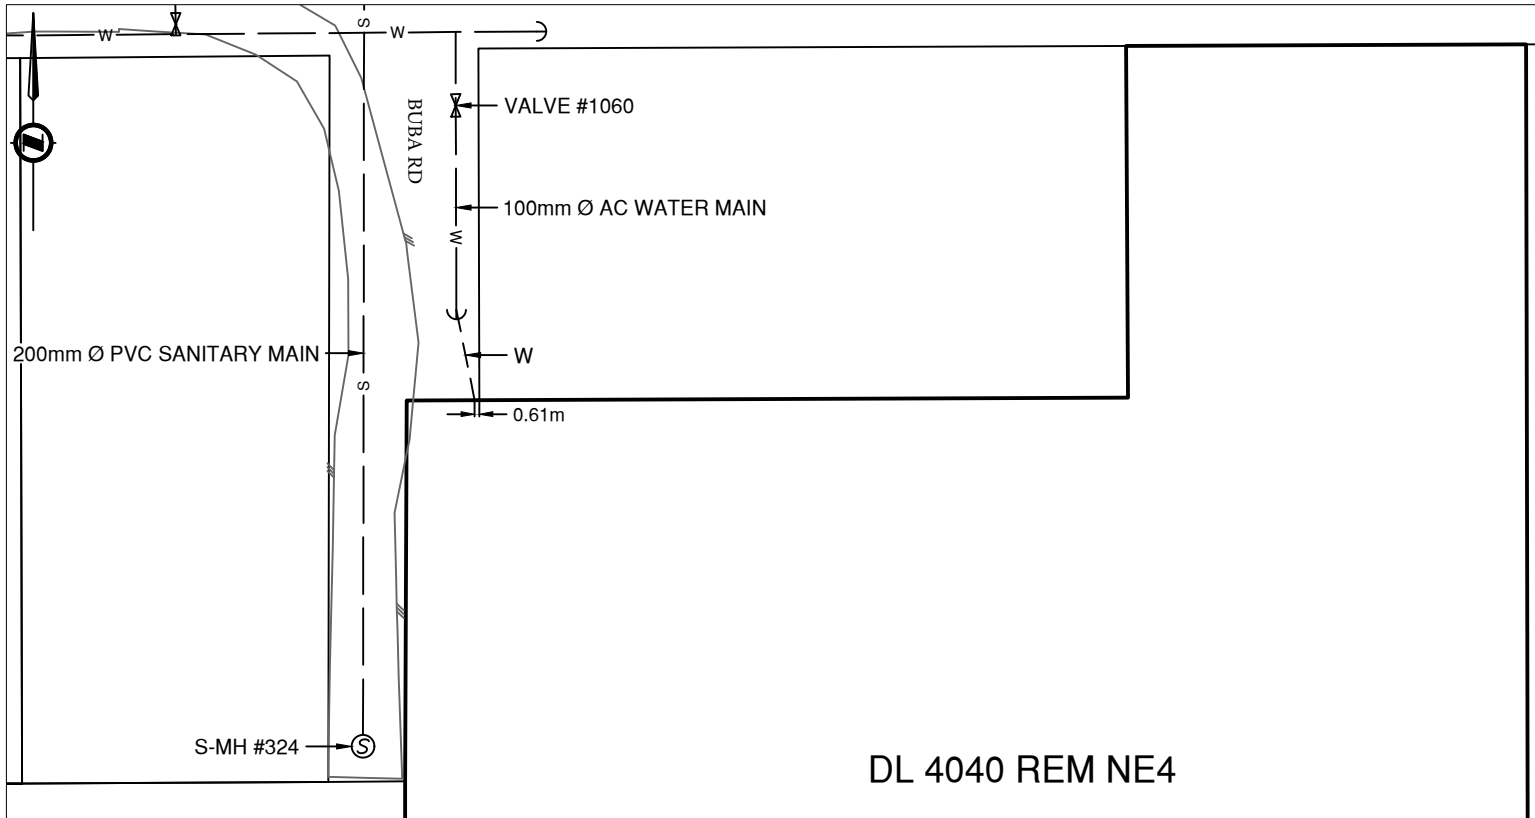 S
W
W
VALVE #1060
BUBA RD
100mm Ø AC WATER MAIN
W
200mm Ø PVC SANITARY MAIN
W
S
0.61m
S-MH #324
S
DL 4040 REM NE4
Z